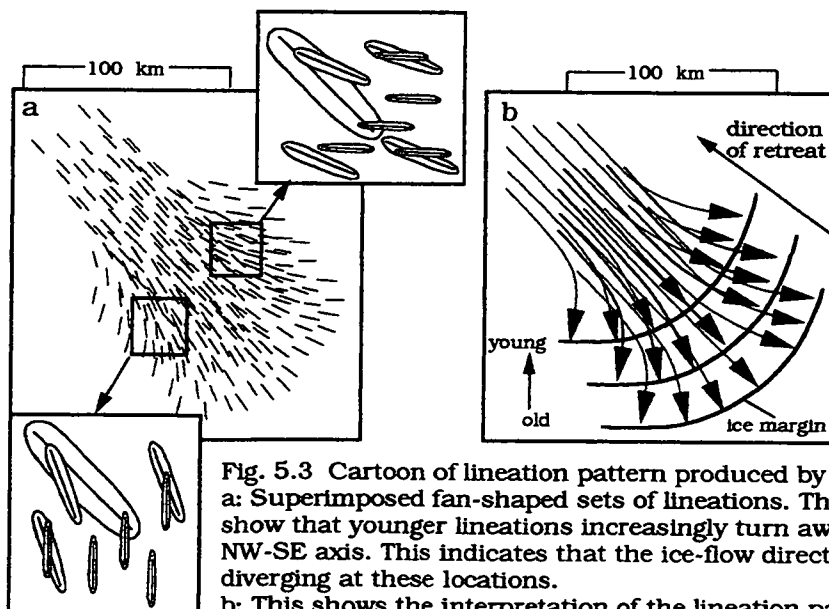 100 km
a
100 km
b
direction
of retreat
young
old
ice margin
Fig. 5.3 Cartoon of lineation pattern produced by
a: Superimposed fan-shaped sets of lineations. Th
show that younger lineations increasingly turn aw
NW-SE axis. This indicates that the ice-flow direct
diverging at these locations.
b: This shows the interpretation of the lineation